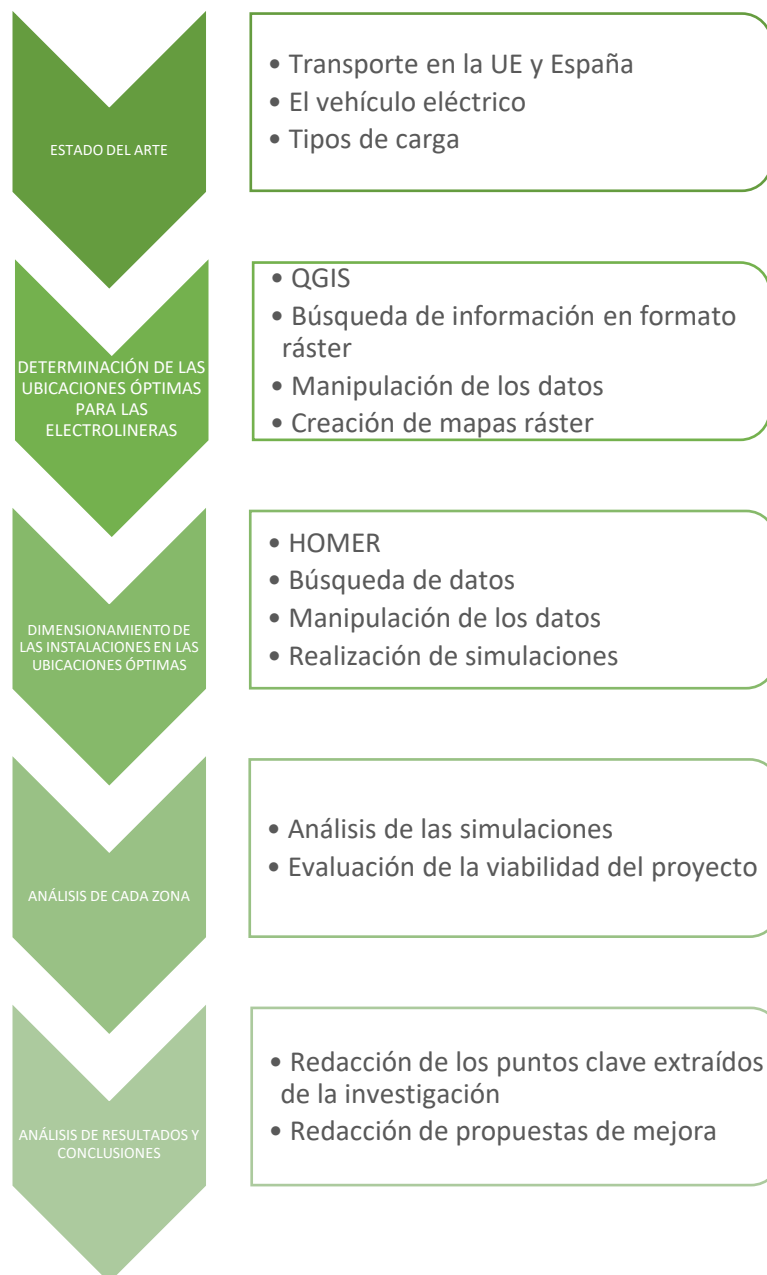 ESTADO DEL ARTE
• Transporte en la UE y España
• El vehículo eléctrico
• Tipos de carga
DETERMINACIÓN DE LAS
UBICACIONES ÓPTIMAS
PARA LAS
ELECTROLINERAS
• QGIS
• Búsqueda de información en formato
ráster
• Manipulación de los datos
• Creación de mapas ráster
DIMENSIONAMIENTO DE
LAS INSTALACIONES EN LAS
UBICACIONES ÓPTIMAS
• HOMER
• Búsqueda de datos
• Manipulación de los datos
• Realización de simulaciones
ANÁLISIS DE CADA ZONA
• Análisis de las simulaciones
• Evaluación de la viabilidad del proyecto
ANÁLISIS DE RESULTADOS Y
CONCLUSIONES
• Redacción de los puntos clave extraídos
de la investigación
• Redacción de propuestas de mejora